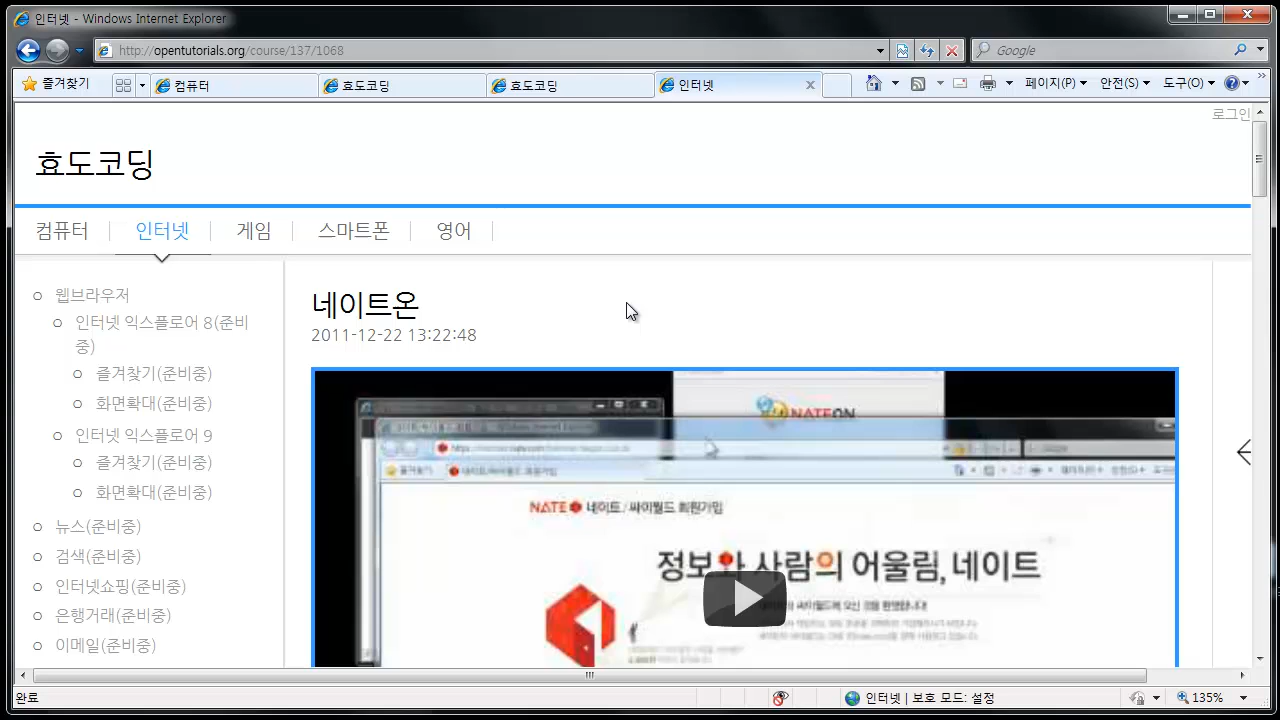 인터넷 - Windows Internet Explorer
http://opentutorials.org/course/137/1068
Google
즐겨찾기
컴퓨터
효도코딩
효도코딩
인터넷
페이지(P)
안전(S)
도구(O)
로그인
효도코딩
컴퓨터
인터넷
게임
스마트폰
영어
웹브라우저
인터넷 익스플로어 8(준비
중)
즐겨찾기(준비중)
화면확대(준비중)
인터넷 익스플로어 9
즐겨찾기(준비중)
화면확대(준비중)
뉴스(준비중)
검색(준비중)
인터넷쇼핑(준비중)
은행거래(준비중)
이메일(준비중)
네이트온
2011-12-22 13:22:48
NATEON
NATE 네이트 / 싸이월드 회원가입
정보와 사람의 어울림, 네이트
완료
인터넷 | 보호 모드: 설정
135%